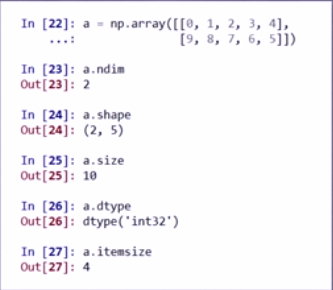 In [22]: a = np.array([[0, 1, 2, 3, 4],
...: [9, 8, 7, 6, 5]])
In [23]: a.ndim
Out[23]: 2
In [24]: a.shape
Out[24]: (2, 5)
In [25]: a.size
Out[25]: 10
In [26]: a.dtype
Out[26]: dtype('int32')
In [27]: a.itemsize
Out[27]: 4